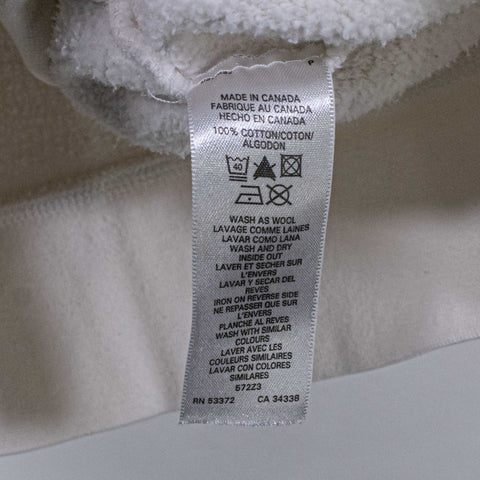 P
MADE IN CANADA
FABRIQUE AU CANADA
HECHO EN CANADA
100% COTTON/COTON/
ALGODON
40
WASH AS WOOL
LAVAGE COMME LAINES
LAVAR COMO LANA
WASH AND DRY
INSIDE OUT
LAVER ET SECHER SUR
L'ENVERS
LAVAR Y SECAR DEL
REVES
IRON ON REVERSE SIDE
NE REPASSER QUE SUR
L'ENVERS
PLANCHE AL REVES
WASH WITH SIMILAR
COLOURS
LAVER AVEC LES
COULEURS SIMILAIRES
LAVAR CON COLORES
SIMILARES
672Z3
RN 53372 CA 34338